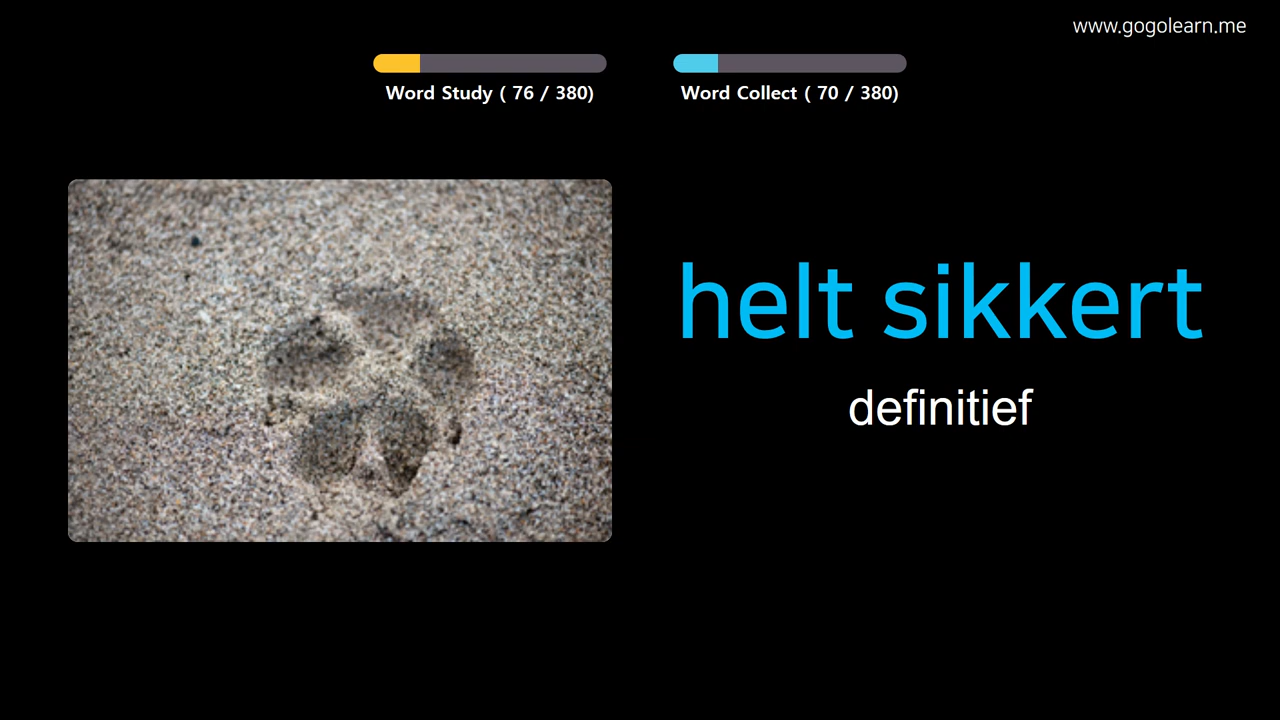 www.gogolearn.me
Word Study ( 76 / 380)
Word Collect ( 70 / 380)
helt sikkert
definitief